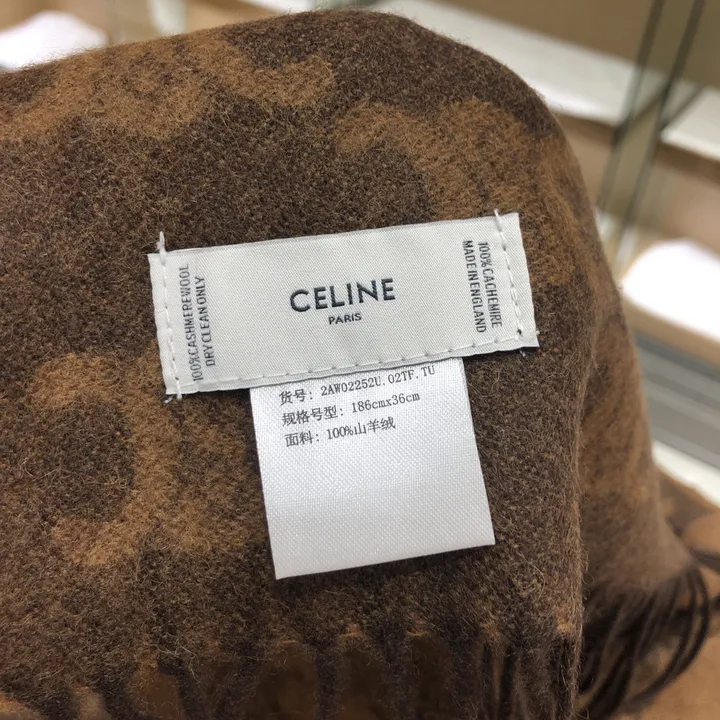 100%CASHMEREWOOL
DRY CLEAN ONLY
CELINE
PARIS
100%CACHEMIRE
MADE IN ENGLAND
货号: 2AW02252U.02TF.TU
规格号型: 186cmx36cm
面料: 100%山羊绒